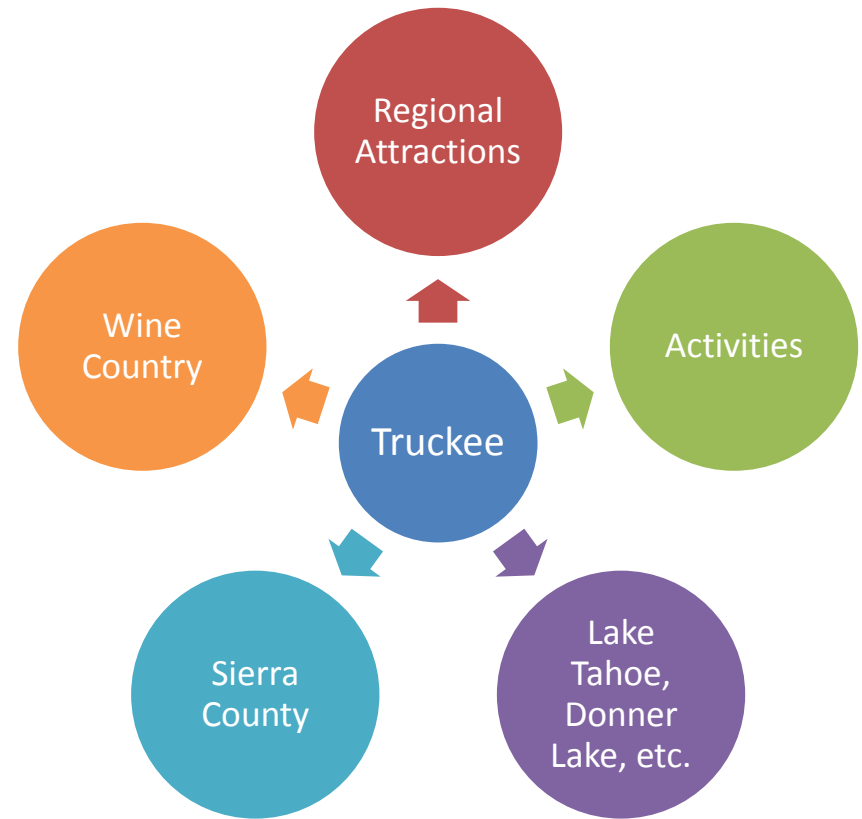 Regional
Attractions
Wine
Country
Activities
Truckee
Sierra
County
Lake
Tahoe,
Donner
Lake, etc.